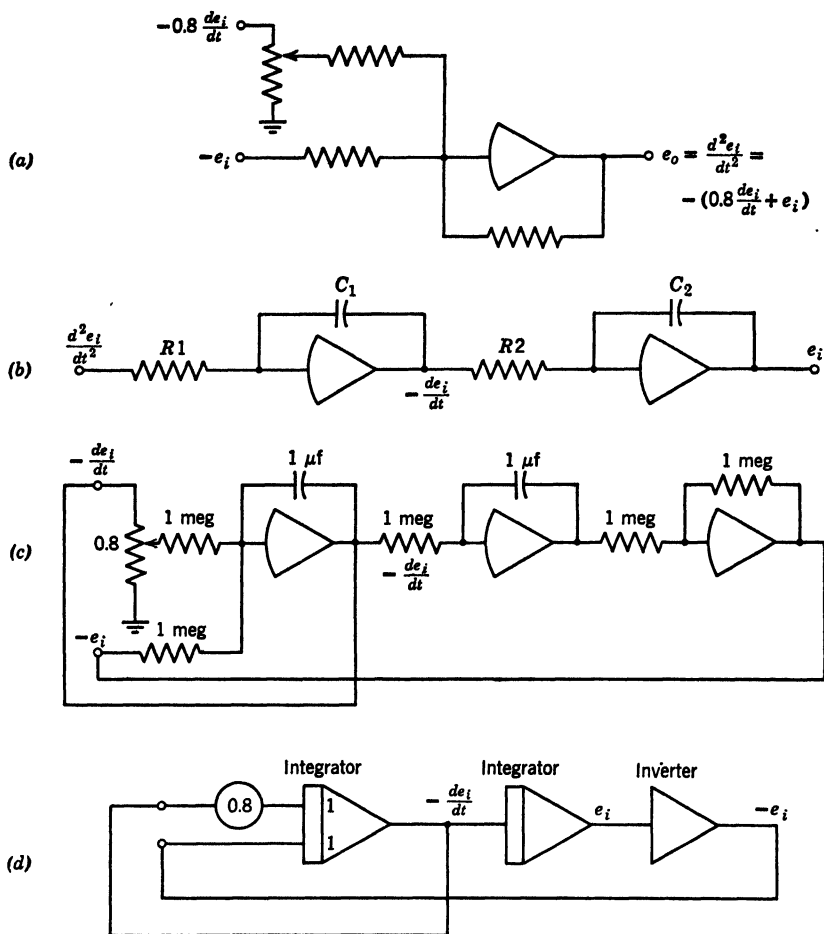 − 0.8 de_i/dt
(a)
−e_i
e_o = d²e_i/dt² =
−(0.8 de_i/dt + e_i)
C₁
C₂
d²e_i/dt²
R1
R2
e_i
(b)
− de_i/dt
− de_i/dt
1 μf
1 μf
1 meg
1 meg
1 meg
1 meg
0.8
(c)
− de_i/dt
1 meg
−e_i
Integrator
Integrator
Inverter
0.8
1
− de_i/dt
e_i
−e_i
1
(d)